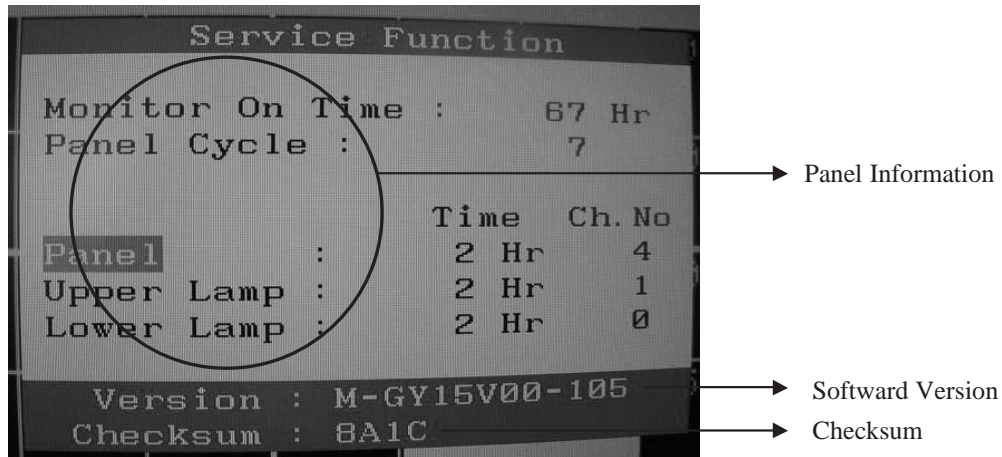 Service Function
Monitor On Time : 67 Hr
Panel Cycle : 7
Panel Information
Time Ch.No
Panel : 2 Hr 4
Upper Lamp : 2 Hr 1
Lower Lamp : 2 Hr 0
Version : M-GY15V00-105
Softward Version
Checksum : 8A1C
Checksum